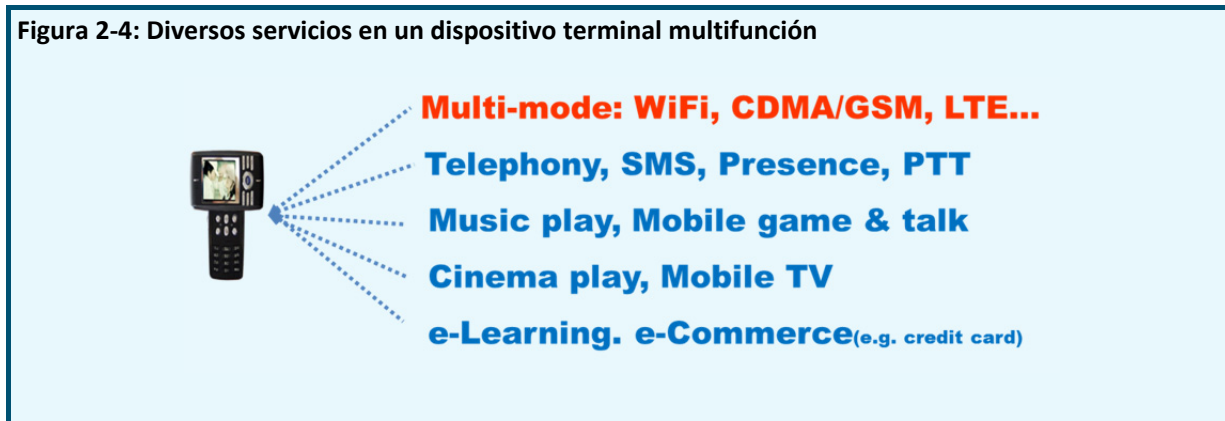 Figura 2-4: Diversos servicios en un dispositivo terminal multifunción
Multi-mode: WiFi, CDMA/GSM, LTE...
Telephony, SMS, Presence, PTT
Music play, Mobile game & talk
Cinema play, Mobile TV
e-Learning. e-Commerce(e.g. credit card)